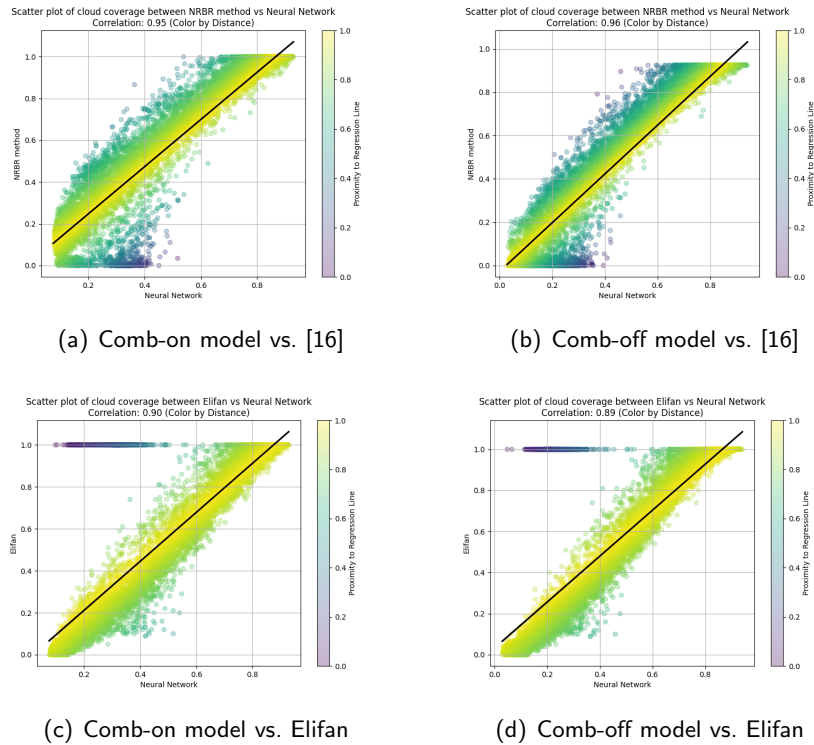 Scatter plot of cloud coverage between NRBR method vs Neural Network
Correlation: 0.95 (Color by Distance)
1.0
0.8
0.6
0.4
0.2
0.0
NRBR method
0.2
0.4
0.6
0.8
Neural Network
1.0
0.8
0.6
0.4
0.2
0.0
Proximity to Regression Line
(a) Comb-on model vs. [16]
Scatter plot of cloud coverage between NRBR method vs Neural Network
Correlation: 0.96 (Color by Distance)
1.0
0.8
0.6
0.4
0.2
0.0
NRBR method
0.0
0.2
0.4
0.6
0.8
Neural Network
1.0
0.8
0.6
0.4
0.2
0.0
Proximity to Regression Line
(b) Comb-off model vs. [16]
Scatter plot of cloud coverage between Elifan vs Neural Network
Correlation: 0.90 (Color by Distance)
1.0
0.8
0.6
0.4
0.2
0.0
Elifan
0.2
0.4
0.6
0.8
Neural Network
1.0
0.8
0.6
0.4
0.2
0.0
Proximity to Regression Line
(c) Comb-on model vs. Elifan
Scatter plot of cloud coverage between Elifan vs Neural Network
Correlation: 0.89 (Color by Distance)
1.0
0.8
0.6
0.4
0.2
0.0
Elifan
0.0
0.2
0.4
0.6
0.8
Neural Network
1.0
0.8
0.6
0.4
0.2
0.0
Proximity to Regression Line
(d) Comb-off model vs. Elifan